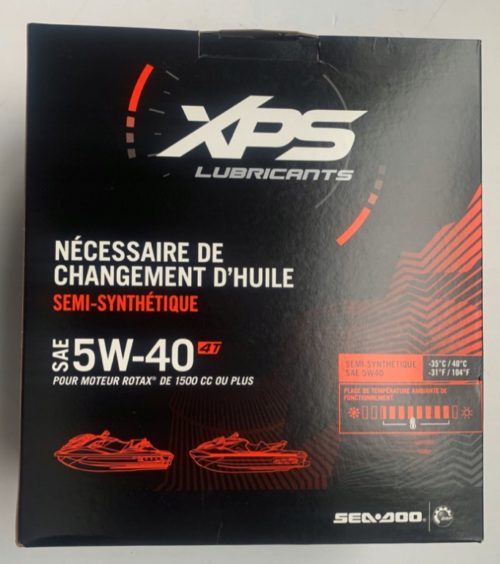 XPS
LUBRICANTS
NÉCESSAIRE DE
CHANGEMENT D'HUILE
SEMI-SYNTHÉTIQUE
SAE 5W-40 4T
POUR MOTEUR ROTAX® DE 1500 CC OU PLUS
SEMI-SYNTHÉTIQUE
SAE 5W40
-35°C / 40°C
-31°F / 104°F
PLAGE DE TEMPÉRATURE AMBIANTE DE
FONCTIONNEMENT
SEA-DOO